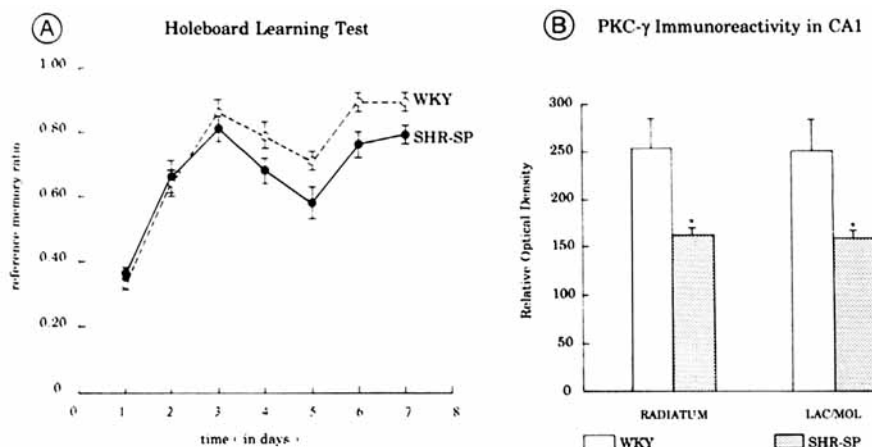 A Holeboard Learning Test
1.00
0.80
0.60
0.40
0.20
0
0 1 2 3 4 5 6 7 8
reference memory ratio
time ( in days )
WKY
SHR-SP
B PKC-γ Immunoreactivity in CA1
300
250
200
150
100
50
0
Relative Optical Density
*
*
RADIATUM LAC/MOL
WKY SHR-SP